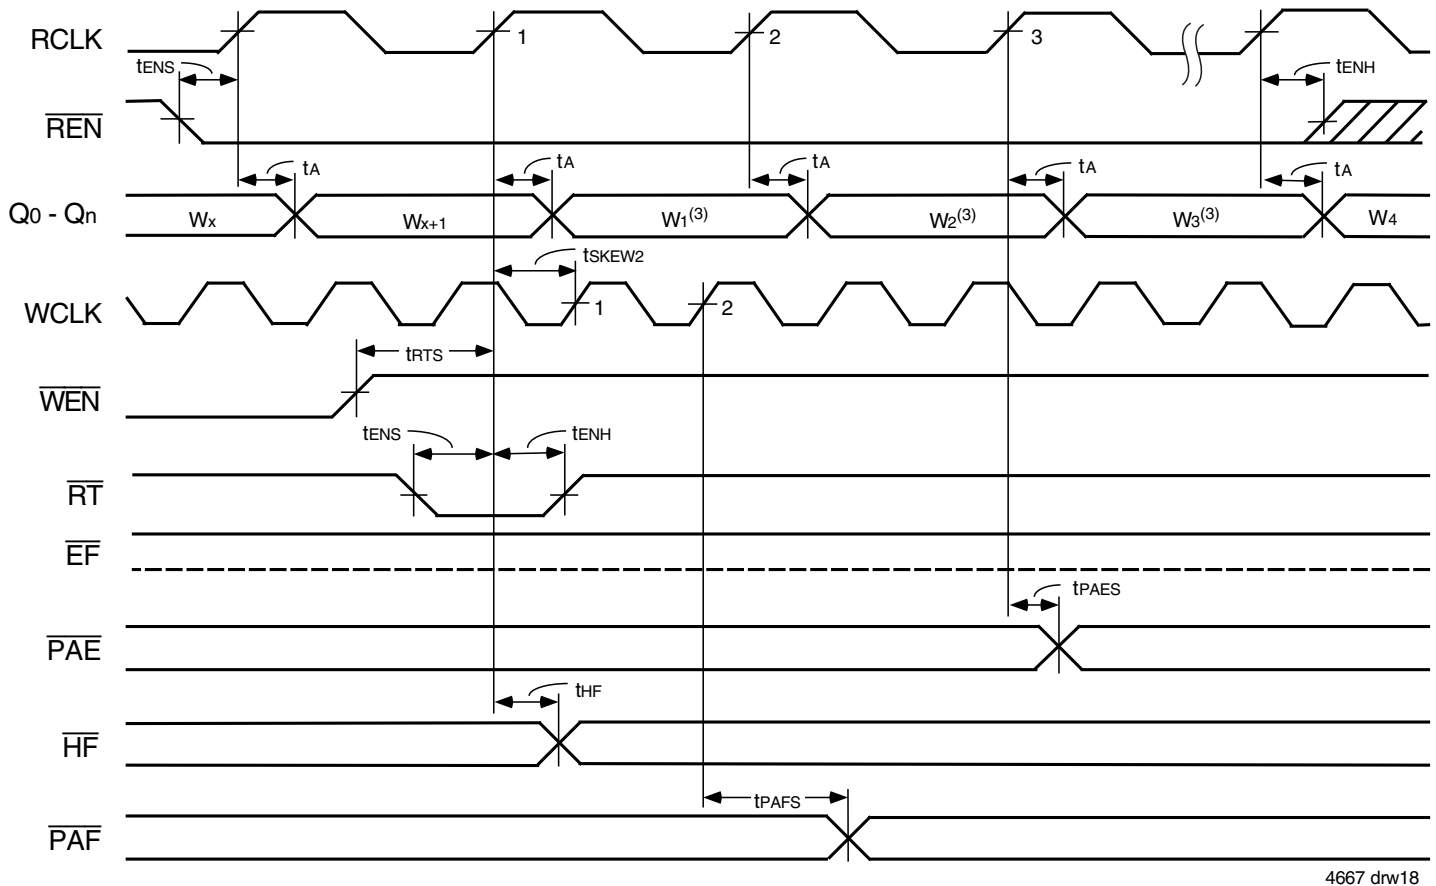 RCLK
1
2
3
tENS
tENH
REN
tA
tA
tA
tA
tA
Q0 - Qn
Wx
Wx+1
W1(3)
W2(3)
W3(3)
W4
tSKEW2
WCLK
1
2
tRTS
WEN
tENS
tENH
RT
EF
tPAES
PAE
tHF
HF
tPAFS
PAF
4667 drw18